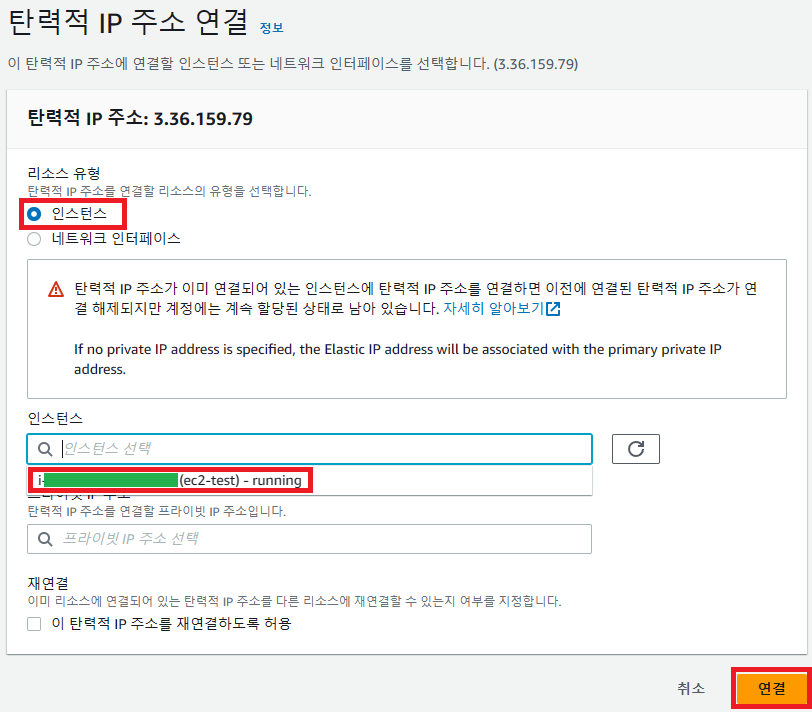 탄력적 IP 주소 연결 정보
이 탄력적 IP 주소에 연결할 인스턴스 또는 네트워크 인터페이스를 선택합니다. (3.36.159.79)
탄력적 IP 주소: 3.36.159.79
리소스 유형
탄력적 IP 주소를 연결할 리소스의 유형을 선택합니다.
인스턴스
네트워크 인터페이스
탄력적 IP 주소가 이미 연결되어 있는 인스턴스에 탄력적 IP 주소를 연결하면 이전에 연결된 탄력적 IP 주소가 연
결 해제되지만 계정에는 계속 할당된 상태로 남아 있습니다. 자세히 알아보기
If no private IP address is specified, the Elastic IP address will be associated with the primary private IP
address.
인스턴스
인스턴스 선택
i- (ec2-test) - running
프라이빗 IP 주소
탄력적 IP 주소를 연결할 프라이빗 IP 주소입니다.
프라이빗 IP 주소 선택
재연결
이미 리소스에 연결되어 있는 탄력적 IP 주소를 다른 리소스에 재연결할 수 있는지 여부를 지정합니다.
이 탄력적 IP 주소를 재연결하도록 허용
취소
연결